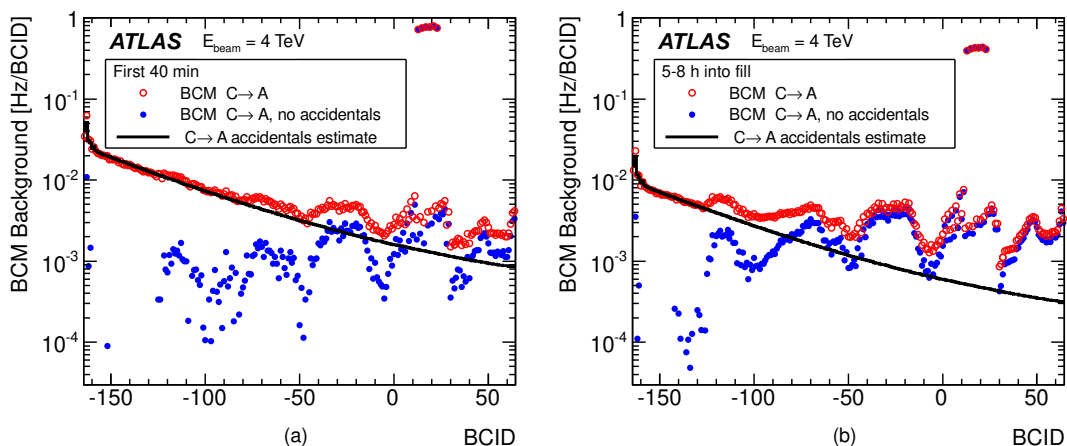 BCM Background [Hz/BCID]
1
10-1
10-2
10-3
10-4
ATLAS E_beam = 4 TeV
First 40 min
BCM C→A
BCM C→A, no accidentals
C→A accidentals estimate
-150 -100 -50 0 50
BCID
(a)
BCM Background [Hz/BCID]
1
10-1
10-2
10-3
10-4
ATLAS E_beam = 4 TeV
5-8 h into fill
BCM C→A
BCM C→A, no accidentals
C→A accidentals estimate
-150 -100 -50 0 50
BCID
(b)